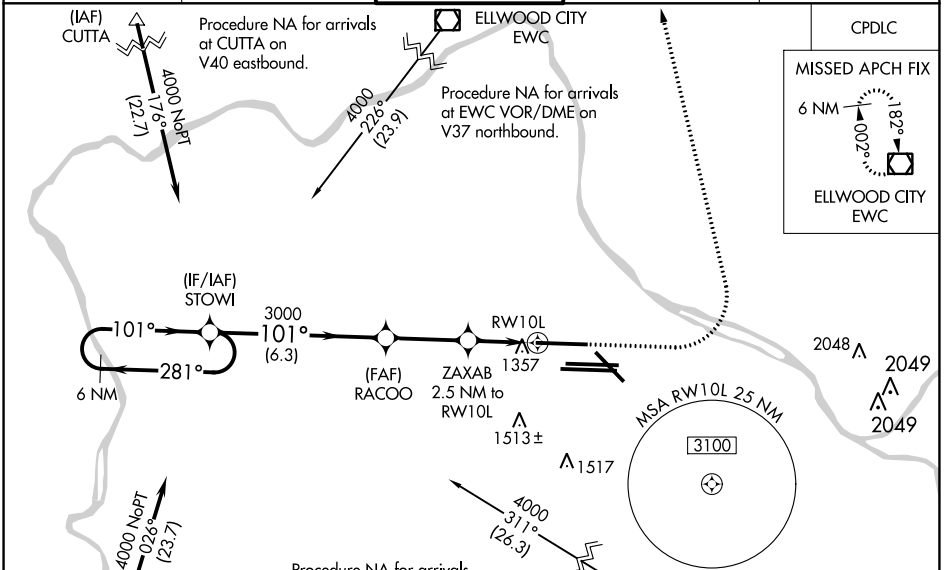 (IAF)
CUTTA
Procedure NA for arrivals
at CUTTA on
V40 eastbound.
ELLWOOD CITY
EWC
CPDLC
4000 NoPT
176°
(22.7)
4000
226°
(23.9)
Procedure NA for arrivals
at EWC VOR/DME on
V37 northbound.
MISSED APCH FIX
6 NM
182°
002°
ELLWOOD CITY
EWC
(IF/IAF)
STOWI
101°
281°
6 NM
3000
101°
(6.3)
(FAF)
RACOO
ZAXAB
2.5 NM to
RW10L
RW10L
1357
2048
2049
2049
1513±
1517
MSA RW10L 25 NM
3100
4000 NoPT
026°
(23.7)
4000
311°
(26.3)
Procedure NA for arrivals